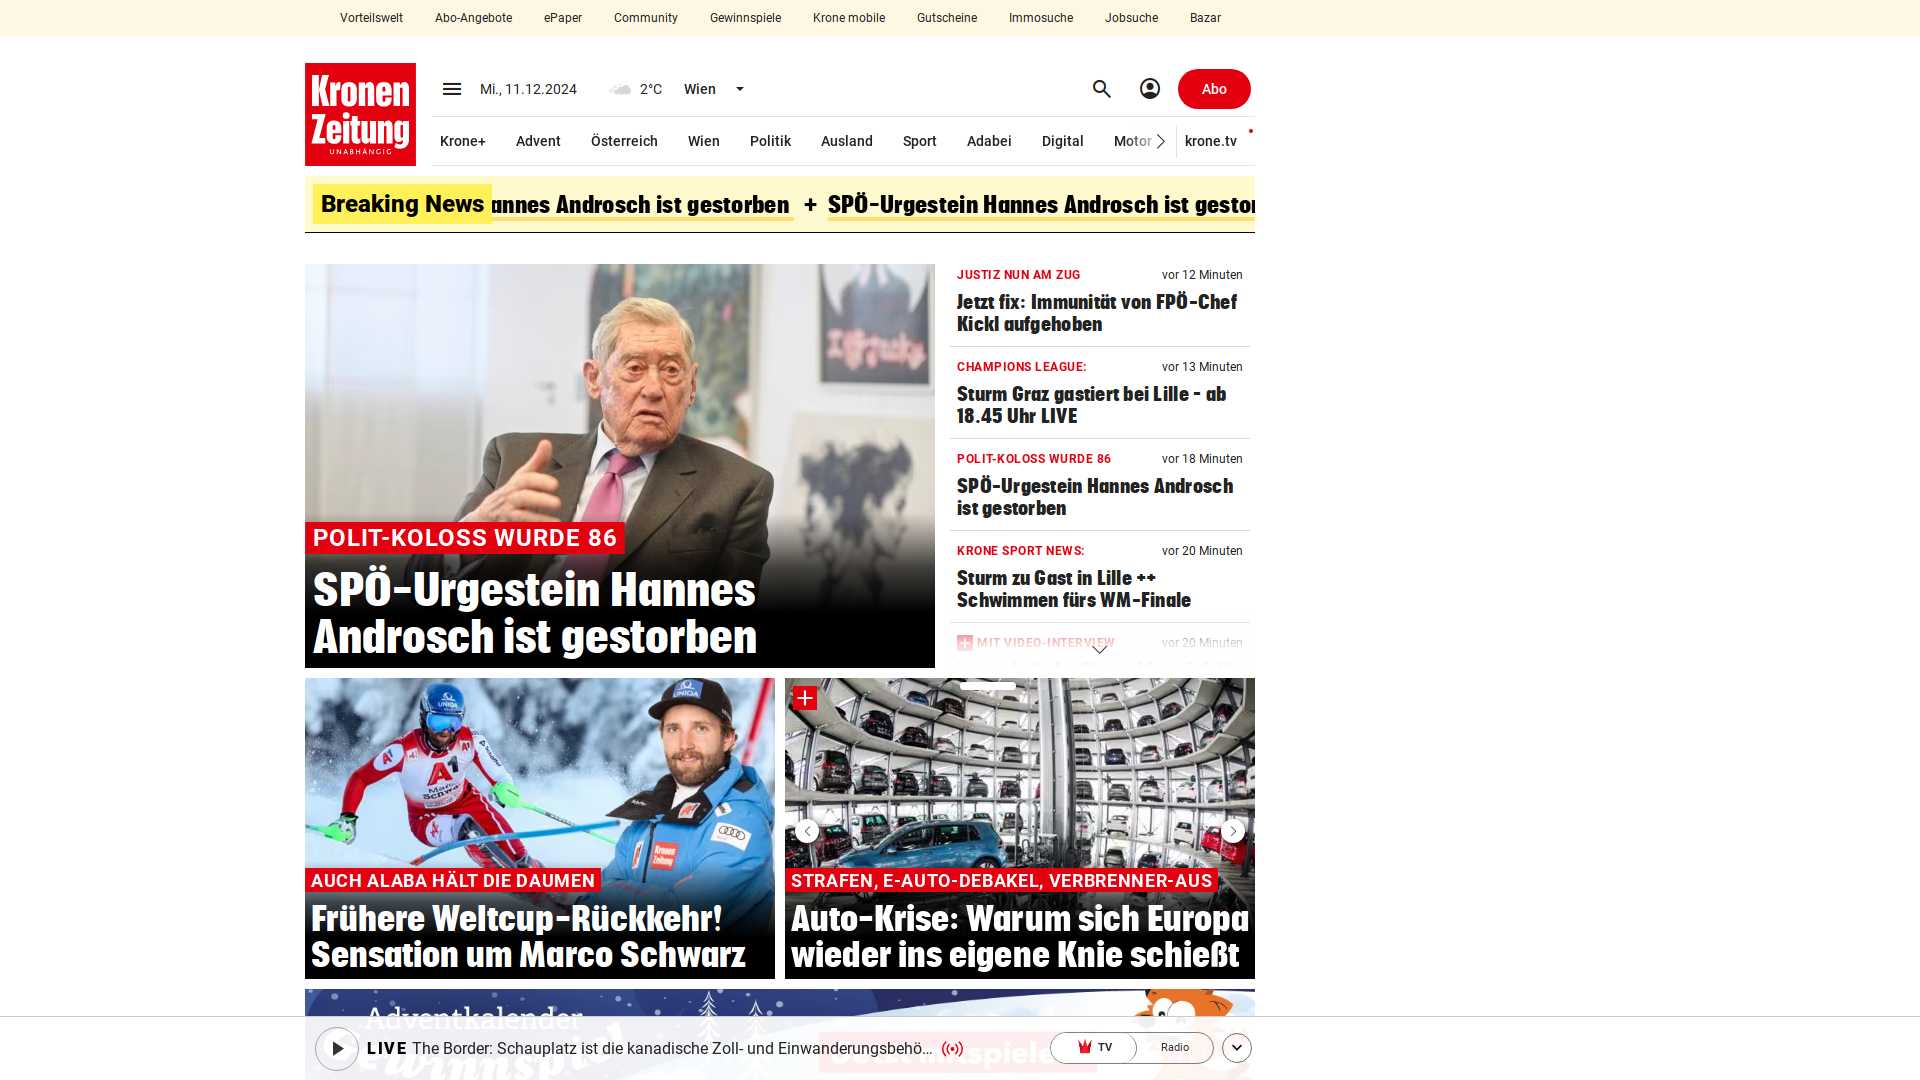 Vorteilswelt Abo-Angebote ePaper Community Gewinnspiele Krone mobile Gutscheine Immosuche Jobsuche Bazar
Kronen
Zeitung
UNABHÄNGIG
Mi., 11.12.2024 2°C Wien Abo
Krone+ Advent Österreich Wien Politik Ausland Sport Adabei Digital Motor krone.tv
Breaking News annes Androsch ist gestorben + SPÖ-Urgestein Hannes Androsch ist gestor
POLIT-KOLOSS WURDE 86
SPÖ-Urgestein Hannes
Androsch ist gestorben
JUSTIZ NUN AM ZUG vor 12 Minuten
Jetzt fix: Immunität von FPÖ-Chef
Kickl aufgehoben
CHAMPIONS LEAGUE: vor 13 Minuten
Sturm Graz gastiert bei Lille - ab
18.45 Uhr LIVE
POLIT-KOLOSS WURDE 86 vor 18 Minuten
SPÖ-Urgestein Hannes Androsch
ist gestorben
KRONE SPORT NEWS: vor 20 Minuten
Sturm zu Gast in Lille ++
Schwimmen fürs WM-Finale
MIT VIDEO-INTERVIEW vor 20 Minuten
UNIQA
UNIQA
A1
Kronen
Zeitung
AUCH ALABA HÄLT DIE DAUMEN
Frühere Weltcup-Rückkehr!
Sensation um Marco Schwarz
STRAFEN, E-AUTO-DEBAKEL, VERBRENNER-AUS
Auto-Krise: Warum sich Europa
wieder ins eigene Knie schießt
Adventkalender
LIVE The Border: Schauplatz ist die kanadische Zoll- und Einwanderungsbehö... TV Radio